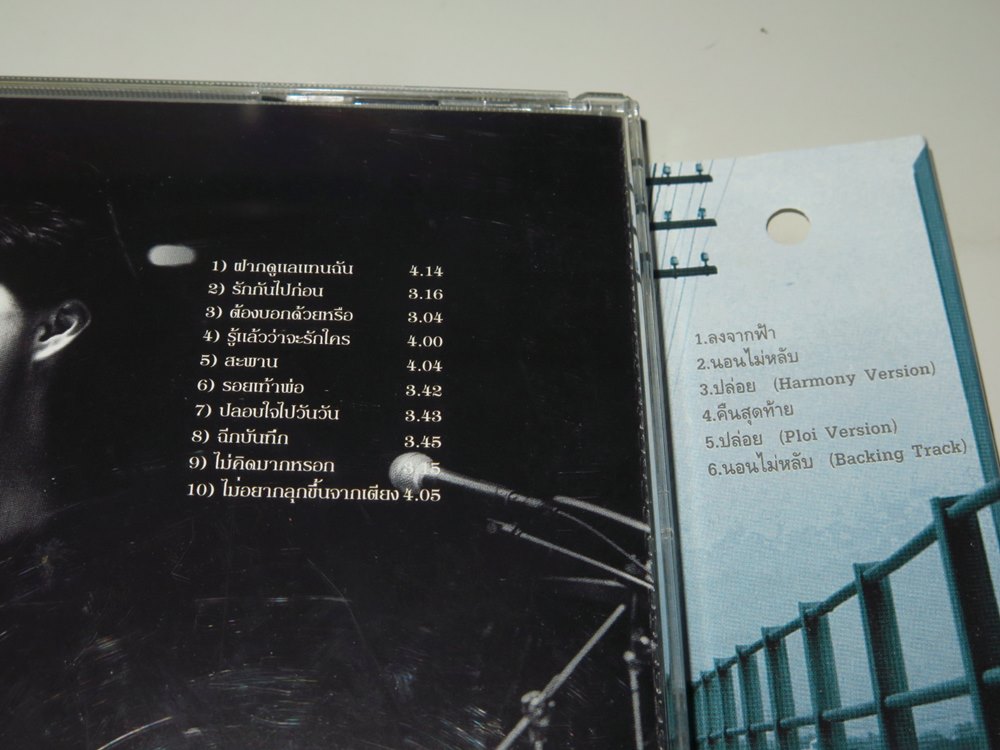 1) ฝากดูแลแทนฉัน 4.14
2) รักกันไปก่อน 3.16
3) ต้องบอกด้วยหรือ 3.04
4) รู้แล้วว่าจะรักใคร 4.00
5) สะพาน 4.04
6) รอยเท้าพ่อ 3.42
7) ปลอบใจไปวันวัน 3.43
8) ฉีกบันทึก 3.45
9) ไม่คิดมากหรอก
10) ไม่อยากลุกขึ้นจากเตียง 4.05
1.ลงจากฟ้า
2.นอนไม่หลับ
3.ปล่อย (Harmony Version)
4.คืนสุดท้าย
5.ปล่อย (Ploi Version)
6.นอนไม่หลับ (Backing Track)